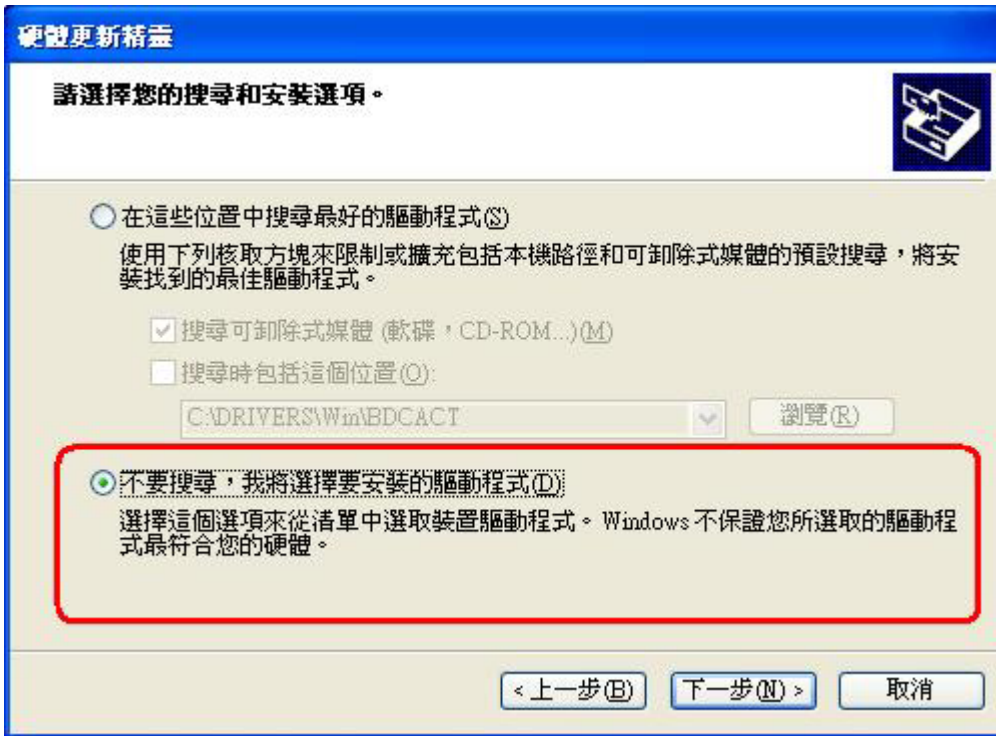 硬體更新精靈
請選擇您的搜尋和安裝選項。
在這些位置中搜尋最好的驅動程式(S)
使用下列核取方塊來限制或擴充包括本機路徑和可卸除式媒體的預設搜尋，將安
裝找到的最佳驅動程式。
搜尋可卸除式媒體 (軟碟，CD-ROM...)(M)
搜尋時包括這個位置(O):
C:\DRIVERS\Win\BDCACT
瀏覽(R)
不要搜尋，我將選擇要安裝的驅動程式(D)
選擇這個選項來從清單中選取裝置驅動程式。Windows 不保證您所選取的驅動程
式最符合您的硬體。
<上一步(B)
下一步(N)>
取消